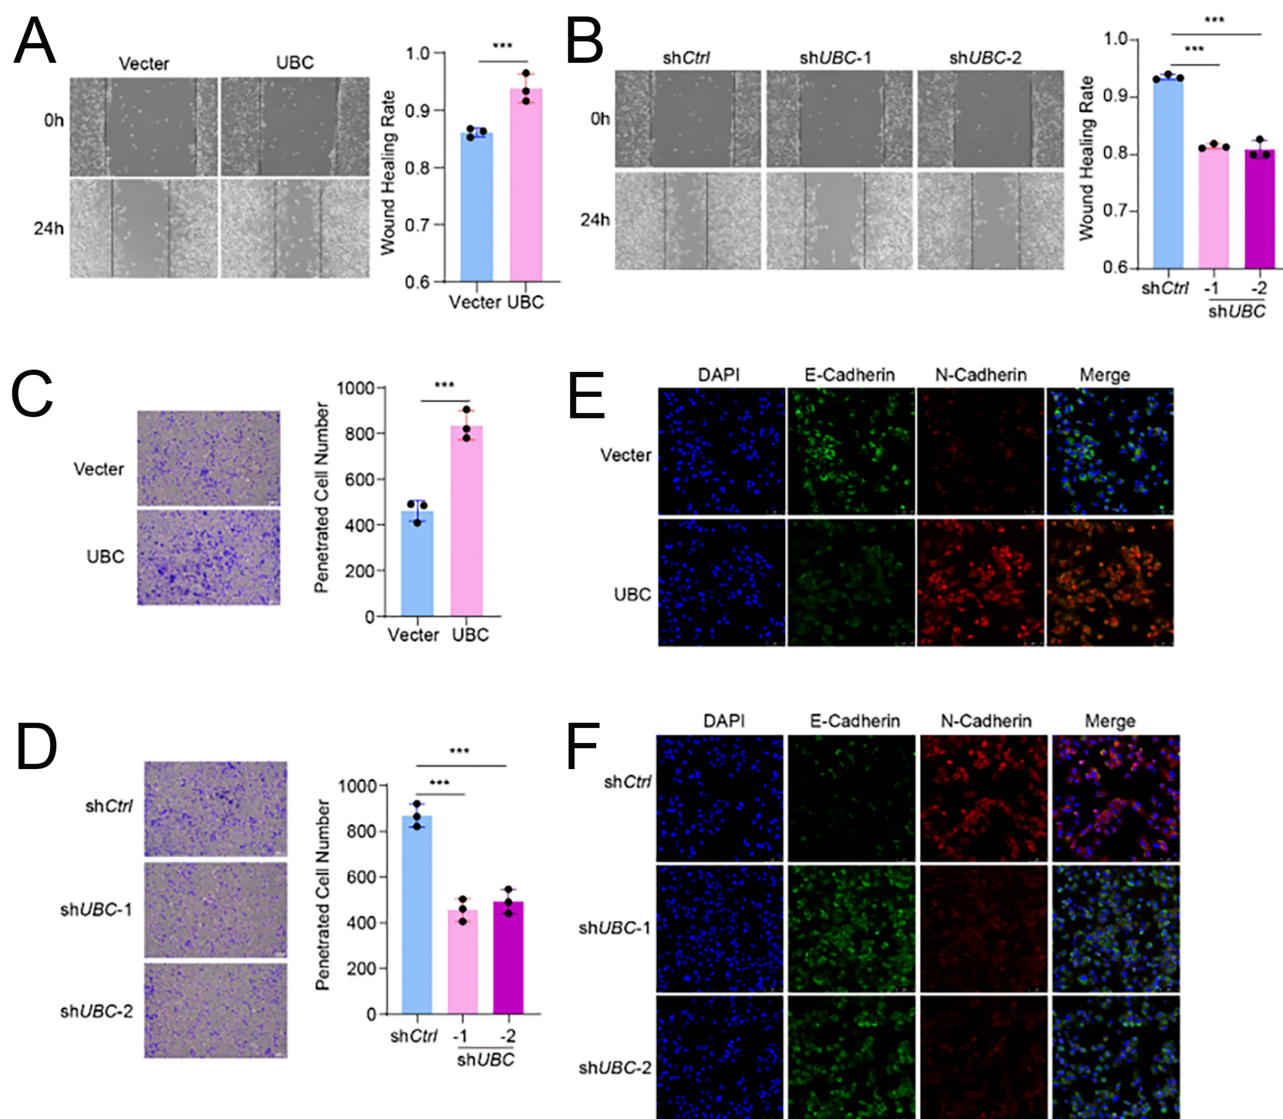 A
Vecter UBC
0h
24h
***
Wound Healing Rate
1.0
0.9
0.8
0.7
0.6
Vecter UBC
B
shCtrl shUBC-1 shUBC-2
0h
24h
***
***
Wound Healing Rate
1.0
0.9
0.8
0.7
0.6
shCtrl -1 -2
shUBC
C
Vecter
UBC
***
Penetrated Cell Number
1000
800
600
400
200
0
Vecter UBC
D
shCtrl
shUBC-1
shUBC-2
***
***
Penetrated Cell Number
1000
800
600
400
200
0
shCtrl -1 -2
shUBC
E
DAPI E-Cadherin N-Cadherin Merge
Vecter
UBC
F
DAPI E-Cadherin N-Cadherin Merge
shCtrl
shUBC-1
shUBC-2